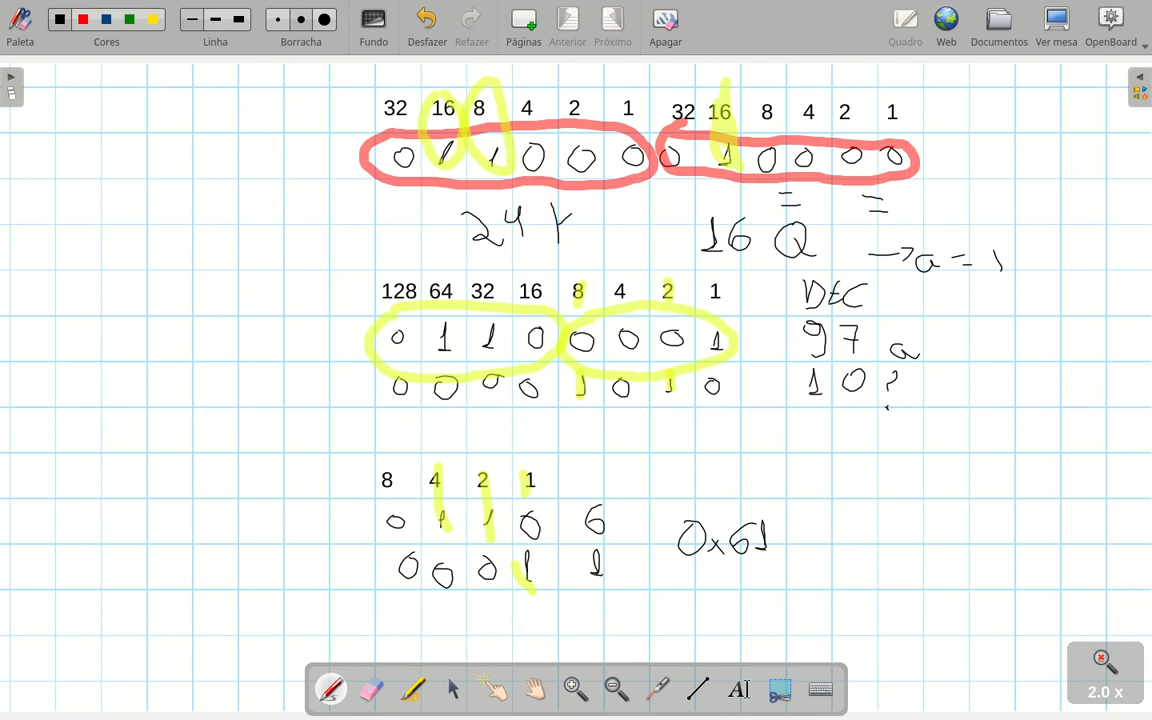 Paleta Cores Linha Borracha Fundo Desfazer Refazer Páginas Anterior Próximo Apagar Quadro Web Documentos Ver mesa OpenBoard
32 16 8 4 2 1 32 16 8 4 2 1
0 1 1 0 0 0 0 1 0 0 0 0
24 Y 16 Q
→ a = 1
128 64 32 16 8 4 2 1 DEC
0 1 1 0 0 0 0 1 97 a
0 0 0 0 1 0 1 0 10 ?
8 4 2 1
0 1 1 0 6
0 0 0 1 1
0x61
2.0 x